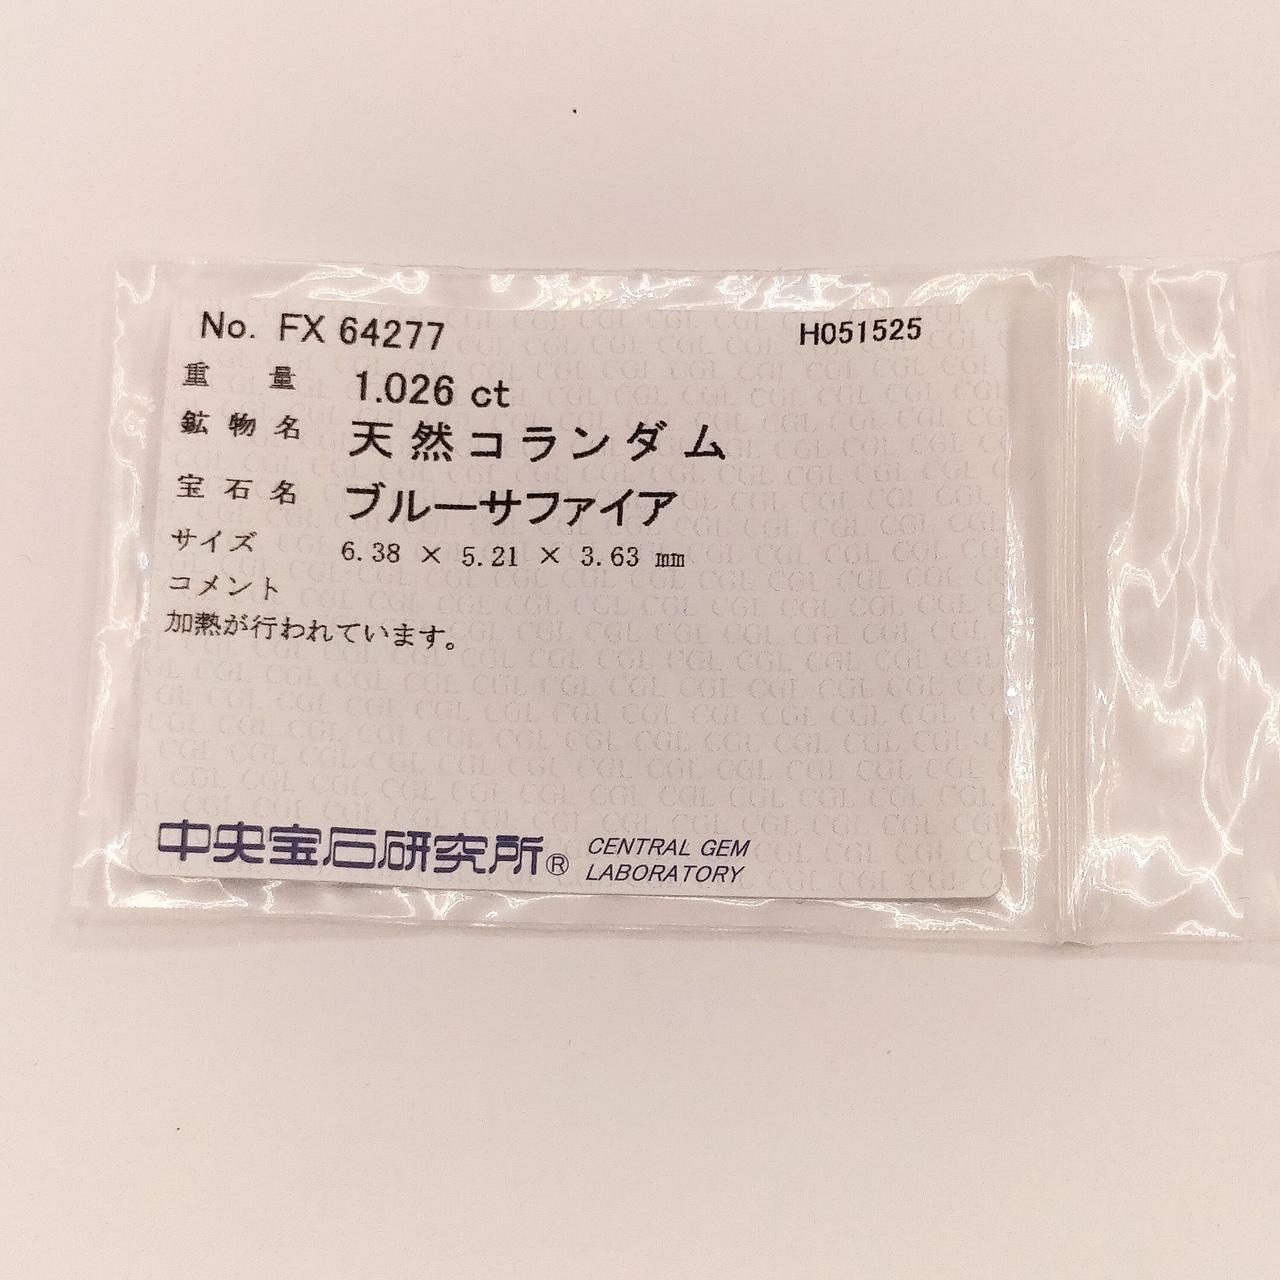 No. FX 64277 H051525
重 量 1.026 ct
鉱 物 名 天然コランダム
宝 石 名 ブルーサファイア
サイズ 6.38 × 5.21 × 3.63 ㎜
コメント
加熱が行われています。
中央宝石研究所® CENTRAL GEM
LABORATORY